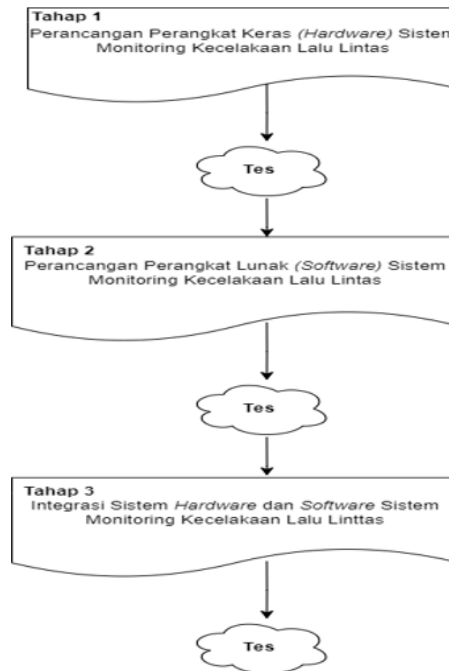 Tahap 1
Perancangan Perangkat Keras (Hardware) Sistem
Monitoring Kecelakaan Lalu Lintas
Tes
Tahap 2
Perancangan Perangkat Lunak (Software) Sistem
Monitoring Kecelakaan Lalu Lintas
Tes
Tahap 3
Integrasi Sistem Hardware dan Software Sistem
Monitoring Kecelakaan Lalu Linttas
Tes